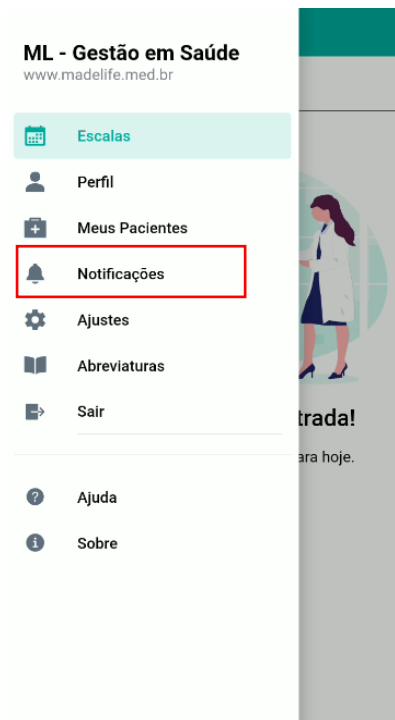 ML - Gestão em Saúde
www.madelife.med.br
Escalas
Perfil
Meus Pacientes
Notificações
Ajustes
Abreviaturas
Sair
trada!
ara hoje.
Ajuda
Sobre